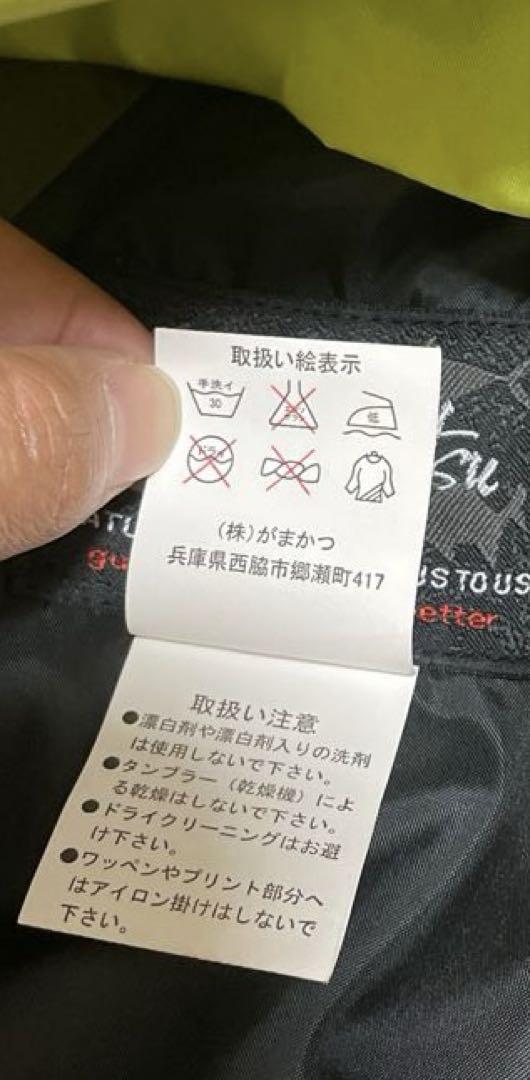 取扱い絵表示
手洗イ
30
低
ドライ
(株)がまかつ
兵庫県西脇市郷瀬町417
取扱い注意
●漂白剤や漂白剤入りの洗剤
は使用しないで下さい。
●タンブラー(乾燥機)によ
る乾燥はしないで下さい。
●ドライクリーニングはお避
け下さい。
●ワッペンやプリント部分へ
はアイロン掛けはしないで
下さい。
US TO US
etter